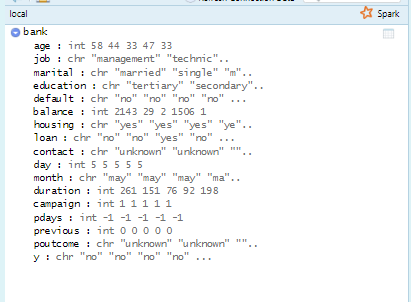 local Spark
bank
age : int 58 44 33 47 33
job : chr "management" "technic"..
marital : chr "married" "single" "m"..
education : chr "tertiary" "secondary"..
default : chr "no" "no" "no" "no" ...
balance : int 2143 29 2 1506 1
housing : chr "yes" "yes" "yes" "ye"..
loan : chr "no" "no" "yes" "no" ...
contact : chr "unknown" "unknown" ""..
day : int 5 5 5 5 5
month : chr "may" "may" "may" "ma"..
duration : int 261 151 76 92 198
campaign : int 1 1 1 1 1
pdays : int -1 -1 -1 -1 -1
previous : int 0 0 0 0 0
poutcome : chr "unknown" "unknown" ""..
y : chr "no" "no" "no" "no" ...